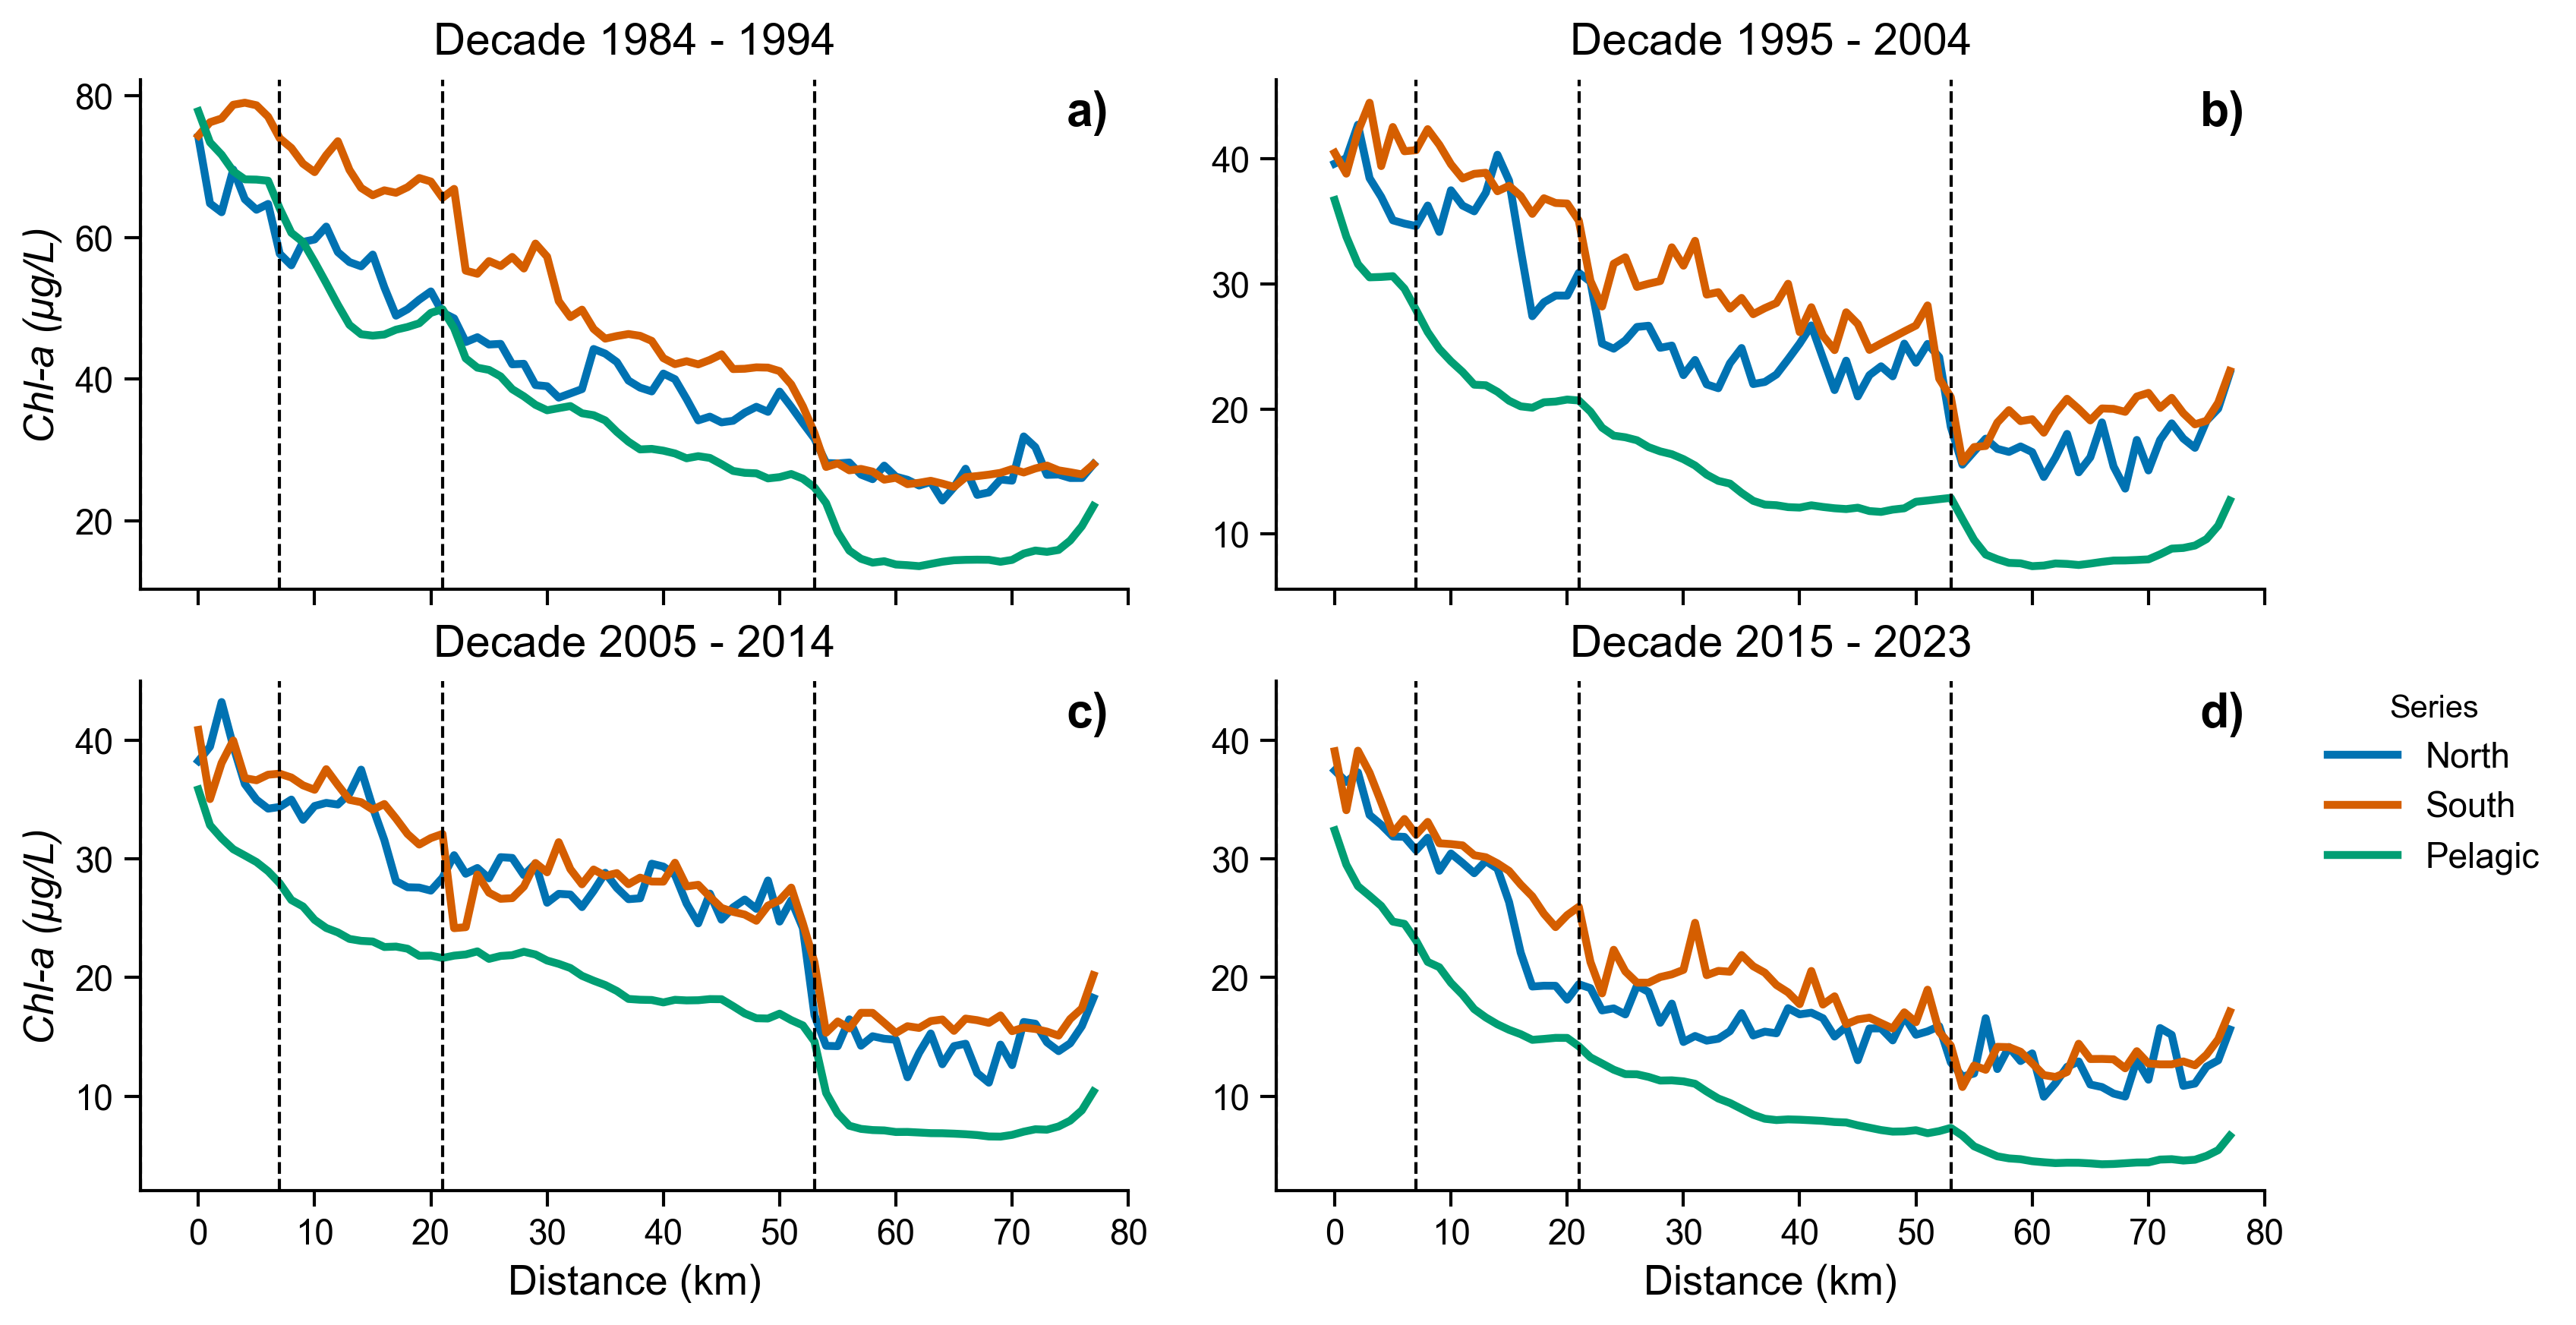 Decade 1984 - 1994
Decade 1995 - 2004
a)
b)
80
60
40
20
Chl-a (µg/L)
40
30
20
10
Decade 2005 - 2014
Decade 2015 - 2023
c)
d)
40
30
20
10
Chl-a (µg/L)
40
30
20
10
Series
North
South
Pelagic
0 10 20 30 40 50 60 70 80
0 10 20 30 40 50 60 70 80
Distance (km)
Distance (km)